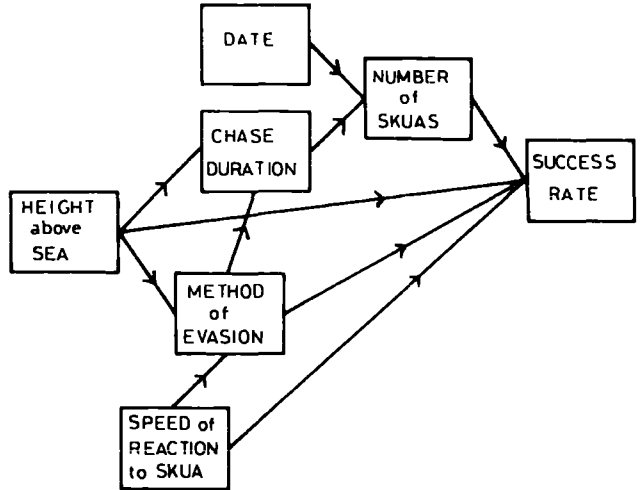 DATE
NUMBER
of
SKUAS
CHASE
DURATION
SUCCESS
RATE
HEIGHT
above
SEA
METHOD
of
EVASION
SPEED of
REACTION
to SKUA